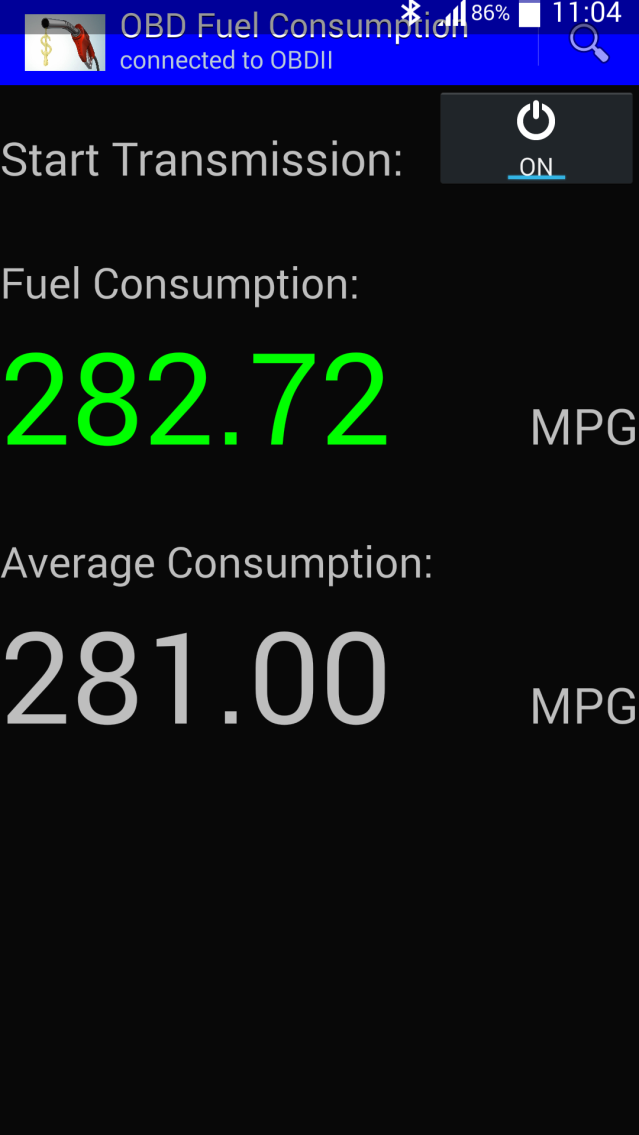 86% 11:04
OBD Fuel Consumption
connected to OBDII
Start Transmission:
ON
Fuel Consumption:
282.72 MPG
Average Consumption:
281.00 MPG